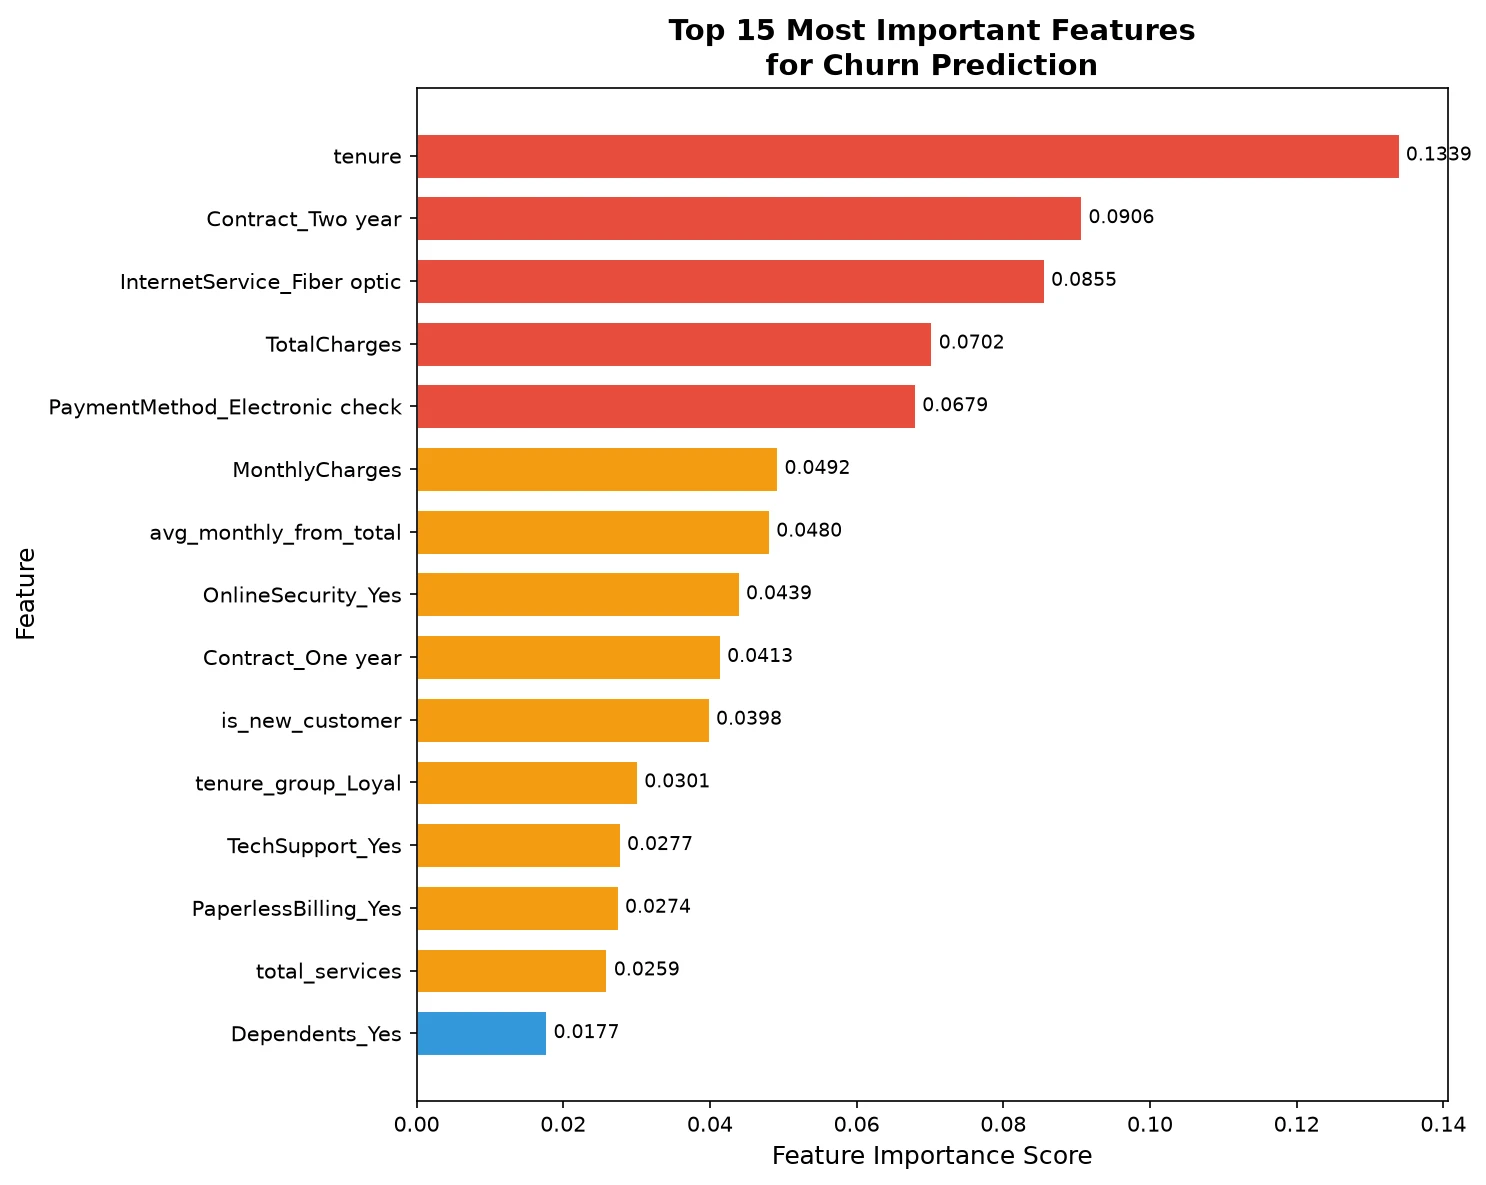 Top 15 Most Important Features
for Churn Prediction
Feature
tenure 0.1339
Contract_Two year 0.0906
InternetService_Fiber optic 0.0855
TotalCharges 0.0702
PaymentMethod_Electronic check 0.0679
MonthlyCharges 0.0492
avg_monthly_from_total 0.0480
OnlineSecurity_Yes 0.0439
Contract_One year 0.0413
is_new_customer 0.0398
tenure_group_Loyal 0.0301
TechSupport_Yes 0.0277
PaperlessBilling_Yes 0.0274
total_services 0.0259
Dependents_Yes 0.0177
0.00 0.02 0.04 0.06 0.08 0.10 0.12 0.14
Feature Importance Score